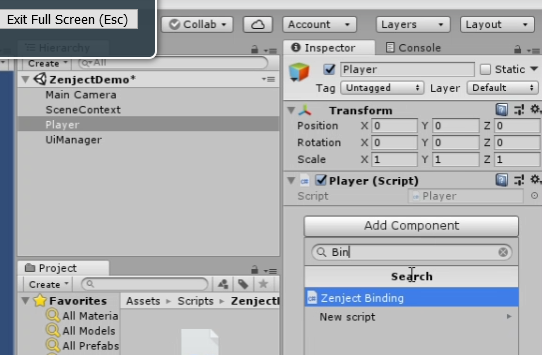 Exit Full Screen (Esc)
Collab
Account
Layers
Layout
Hierarchy
Create
All
ZenjectDemo*
Main Camera
SceneContext
Player
UiManager
Inspector
Console
Player
Static
Tag
Untagged
Layer
Default
Transform
Position X 0 Y 0 Z 0
Rotation X 0 Y 0 Z 0
Scale X 1 Y 1 Z 1
Player (Script)
Script
Player
Add Component
Bin
Search
Zenject Binding
New script
Project
Create
Favorites
All Materia
All Models
All Prefabs
Assets
Scripts